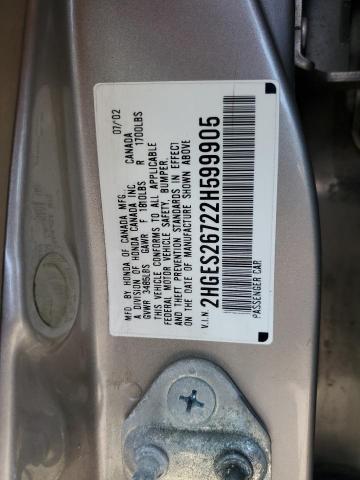 MFD. BY HONDA OF CANADA MFG. 07/02
A DIVISION OF HONDA CANADA INC. CANADA
GVWR 3485LBS GAWR F 1810LBS R 1700LBS
THIS VEHICLE CONFORMS TO ALL APPLICABLE
FEDERAL MOTOR VEHICLE SAFETY, BUMPER,
AND THEFT PREVENTION STANDARDS IN EFFECT
ON THE DATE OF MANUFACTURE SHOWN ABOVE
V.I.N. 2HGES26722H599905
PASSENGER CAR